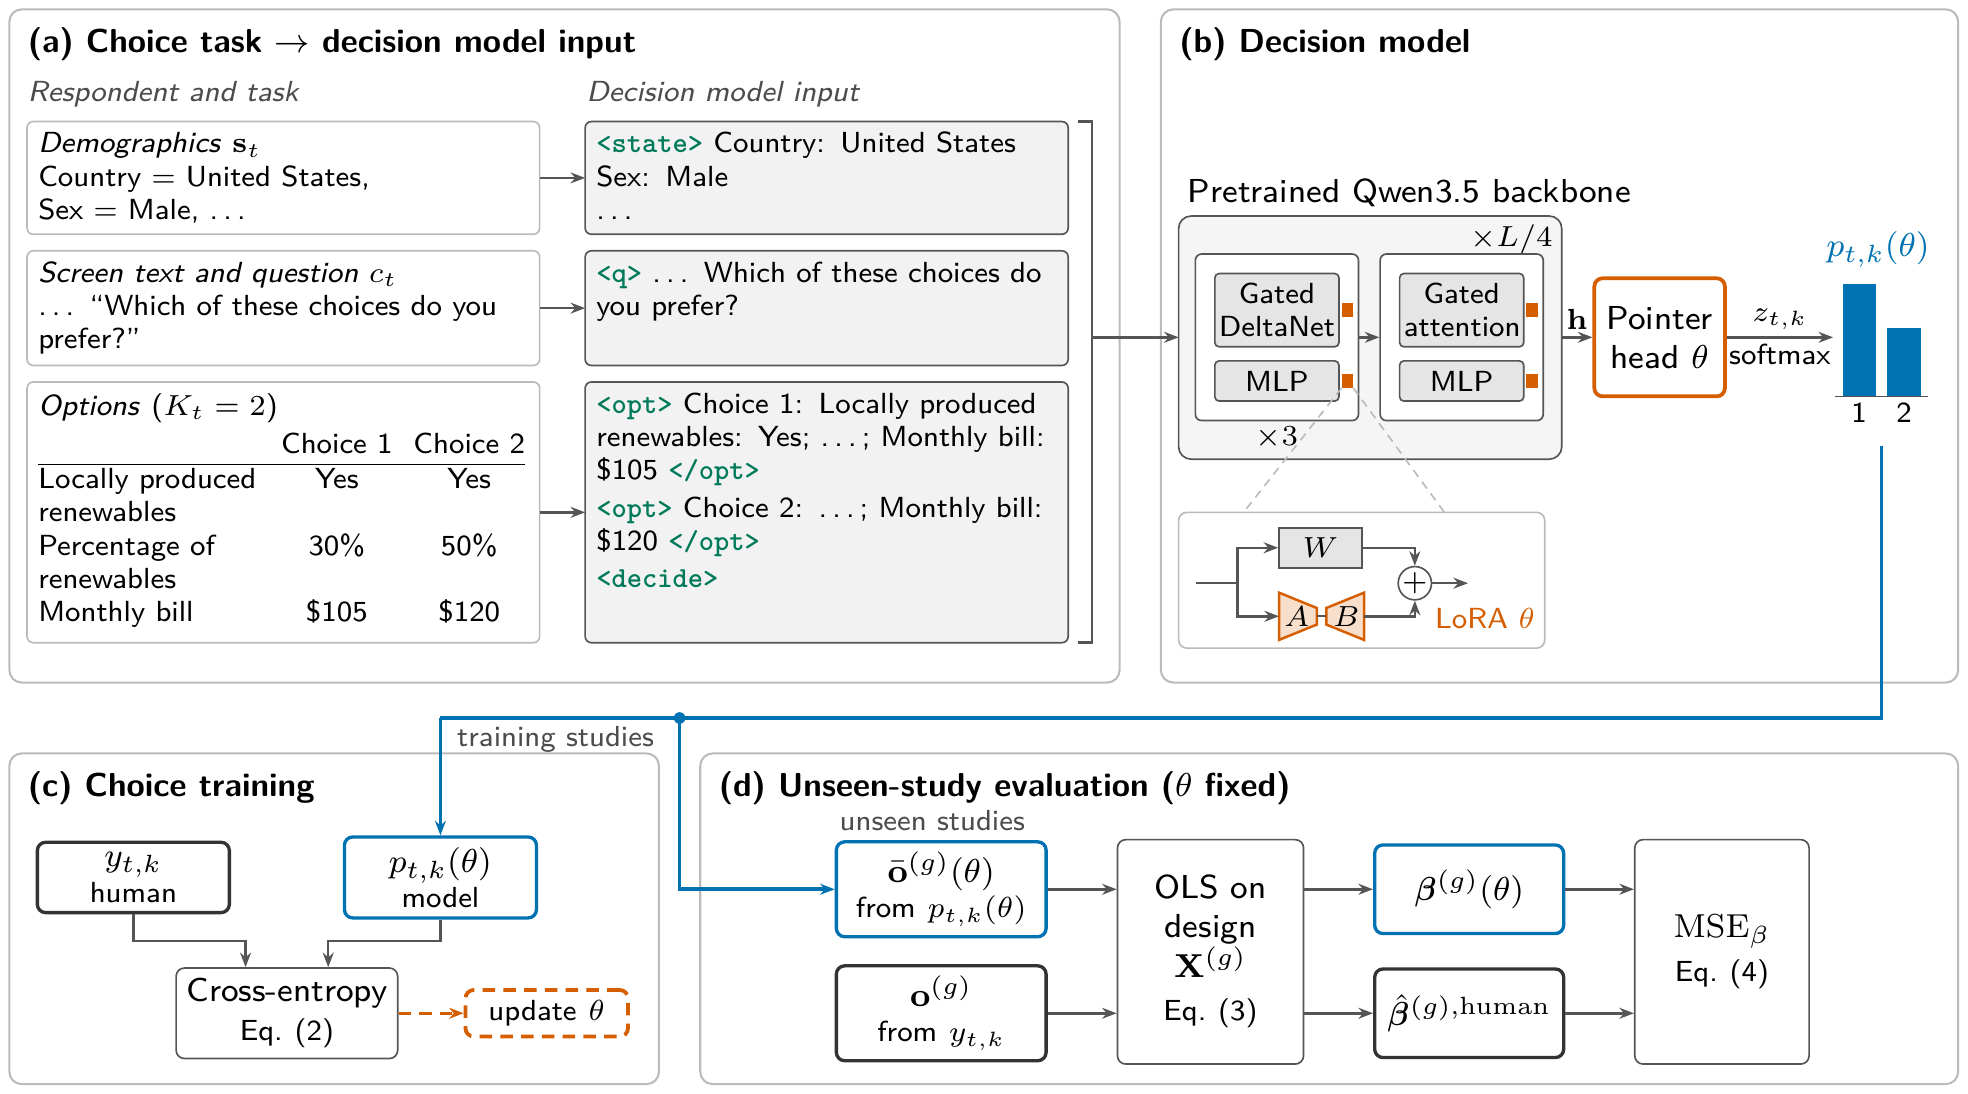 (a) Choice task → decision model input
Respondent and task
Decision model input
Demographics s_t
Country = United States,
Sex = Male, …
<state> Country: United States
Sex: Male
…
Screen text and question c_t
… “Which of these choices do you
prefer?”
<q> … Which of these choices do
you prefer?
Options (K_t = 2)
Choice 1 Choice 2
Locally produced Yes Yes
renewables
Percentage of 30% 50%
renewables
Monthly bill $105 $120
<opt> Choice 1: Locally produced
renewables: Yes; …; Monthly bill:
$105 </opt>
<opt> Choice 2: …; Monthly bill:
$120 </opt>
<decide>
(b) Decision model
Pretrained Qwen3.5 backbone
×L/4
Gated
DeltaNet
MLP
×3
Gated
attention
MLP
h
Pointer
head θ
z_{t,k}
softmax
p_{t,k}(θ)
1 2
W
A B
+
LoRA θ
training studies
(c) Choice training
y_{t,k}
human
p_{t,k}(θ)
model
Cross-entropy
Eq. (2)
update θ
(d) Unseen-study evaluation (θ fixed)
unseen studies
ō^{(g)}(θ)
from p_{t,k}(θ)
o^{(g)}
from y_{t,k}
OLS on
design
X^{(g)}
Eq. (3)
β^{(g)}(θ)
β̂^{(g),human}
MSE_β
Eq. (4)